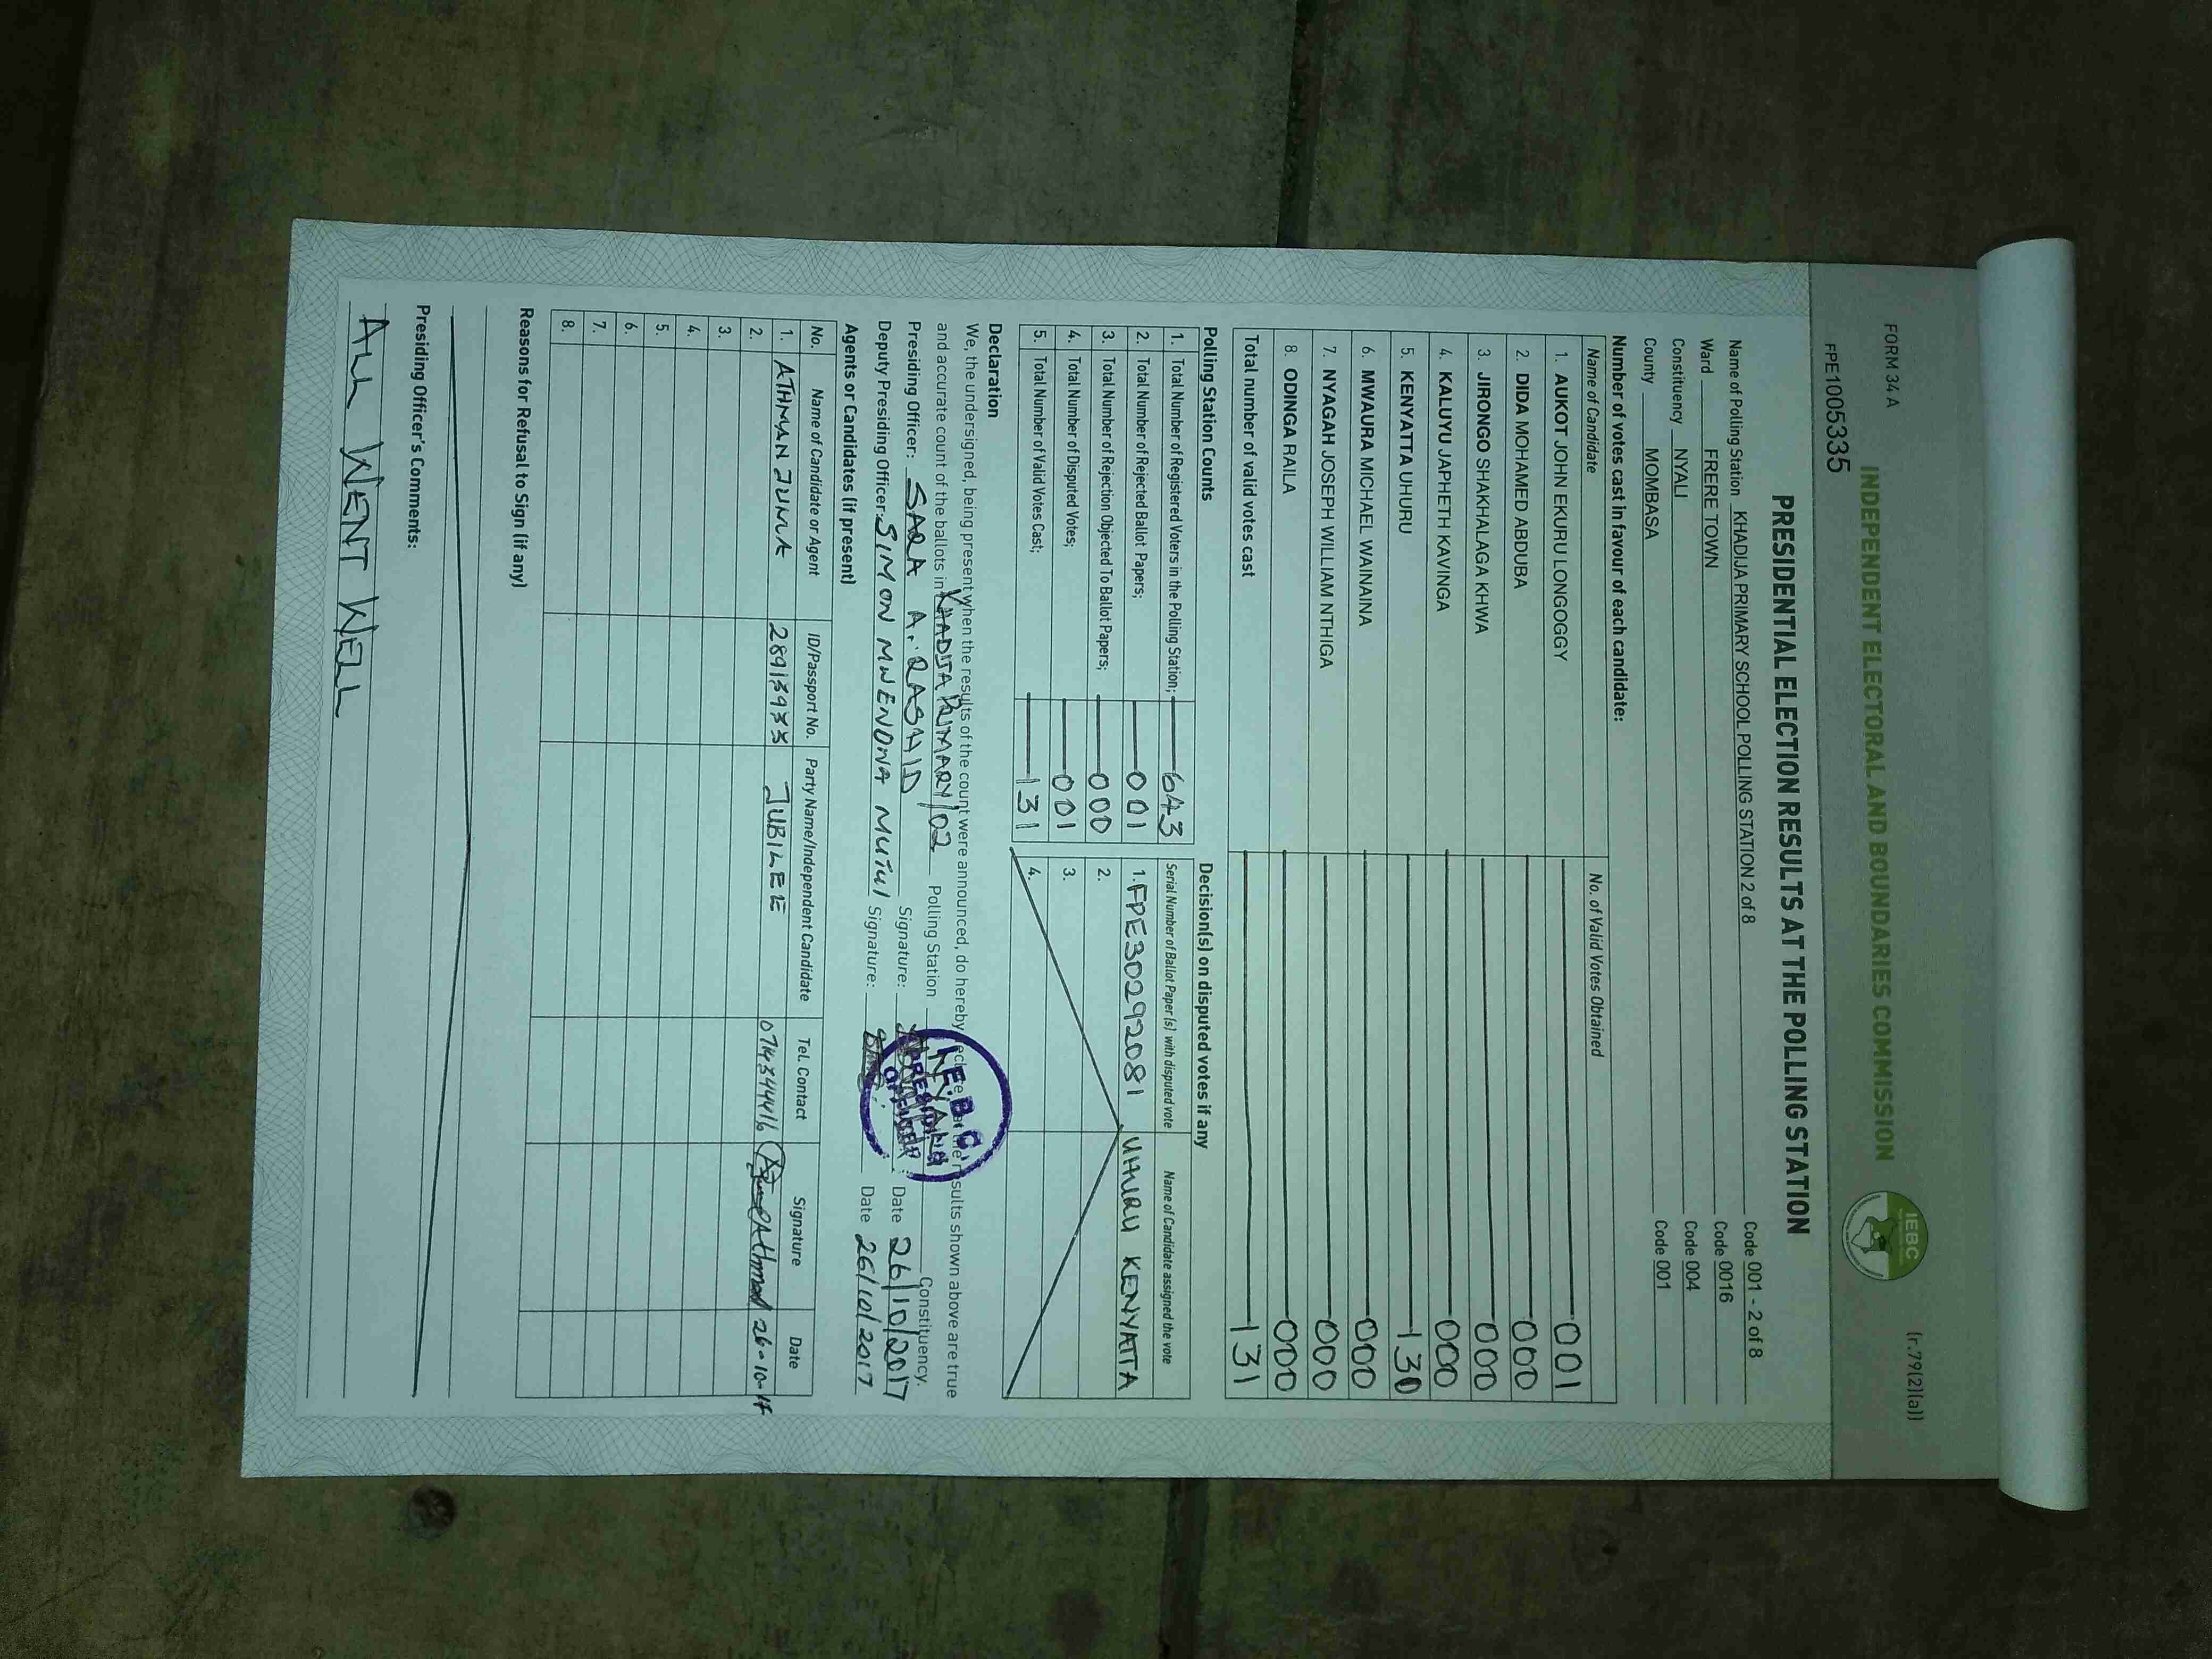 FORM 34 A
(r.79(2)(a))
INDEPENDENT ELECTORAL AND BOUNDARIES COMMISSION
IEBC
FPE1005335
PRESIDENTIAL ELECTION RESULTS AT THE POLLING STATION
Name of Polling Station KHADIJA PRIMARY SCHOOL POLLING STATION 2 of 8 Code 001 - 2 of 8
Ward FRERE TOWN Code 0016
Constituency NYALI Code 004
County MOMBASA Code 001
Number of votes cast in favour of each candidate:
Name of Candidate No. of Valid Votes Obtained
1. AUKOT JOHN EKURU LONGOGGY 001
2. DIDA MOHAMED ABDUBA 000
3. JIRONGO SHAKHALAGA KHWA 000
4. KALUYU JAPHETH KAVINGA 000
5. KENYATTA UHURU 130
6. MWAURA MICHAEL WAINAINA 000
7. NYAGAH JOSEPH WILLIAM NTHIGA 000
8. ODINGA RAILA 000
Total number of valid votes cast 131
Polling Station Counts
1. Total Number of Registered Voters in the Polling Station; 643
2. Total Number of Rejected Ballot Papers; 001
3. Total Number of Rejection Objected To Ballot Papers; 000
4. Total Number of Disputed Votes; 001
5. Total Number of Valid Votes Cast; 131
Decision(s) on disputed votes if any
Serial Number of Ballot Paper (s) with disputed vote Name of Candidate assigned the vote
1. FPE300292081 UHURU KENYATTA
2.
3.
4.
Declaration
We, the undersigned, being present when the results of the count were announced, do hereby declare that the results shown above are true
and accurate count of the ballots in KHADIJA PRIMARY/02 Polling Station NYALI Constituency.
Presiding Officer: SARA A. RASHID Signature: Date 26/10/2017
Deputy Presiding Officer: SIMON MWENDWA MUTUI Signature: Date 26/10/2017
I.E.B.C.
PRESIDING
OFFICER
Agents or Candidates (if present)
No. Name of Candidate or Agent ID/Passport No. Party Name/Independent Candidate Tel. Contact Signature Date
1. ATHMAN JUMA 28913933 JUBILEE 0714344416 Athman 26-10-17
2.
3.
4.
5.
6.
7.
8.
Reasons for Refusal to Sign (if any)
Presiding Officer's Comments:
ALL WENT WELL